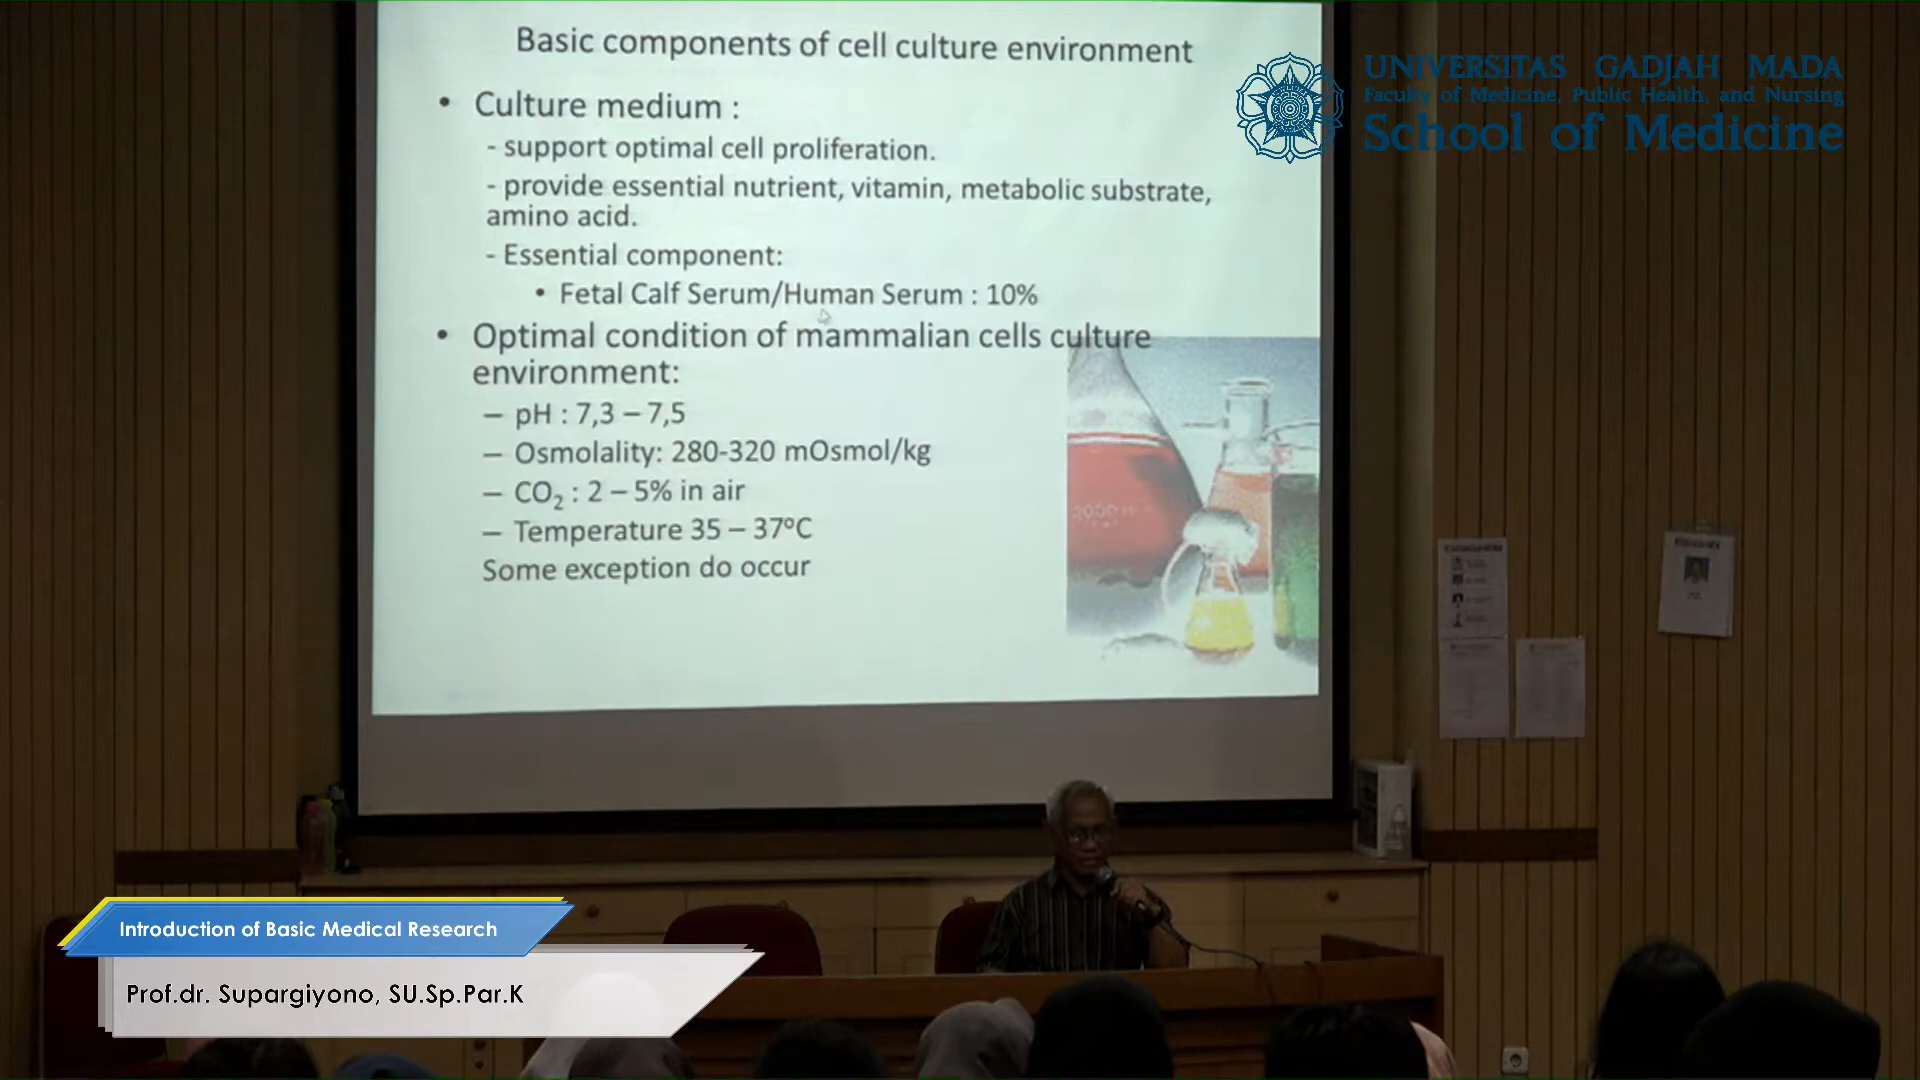 Basic components of cell culture environment
• Culture medium :
- support optimal cell proliferation.
- provide essential nutrient, vitamin, metabolic substrate,
amino acid.
- Essential component:
• Fetal Calf Serum/Human Serum : 10%
• Optimal condition of mammalian cells culture
environment:
– pH : 7,3 – 7,5
– Osmolality: 280-320 mOsmol/kg
– CO₂ : 2 – 5% in air
– Temperature 35 – 37ºC
Some exception do occur
UNIVERSITAS GADJAH MADA
Faculty of Medicine, Public Health, and Nursing
School of Medicine
Introduction of Basic Medical Research
Prof.dr. Supargiyono, SU.Sp.Par.K